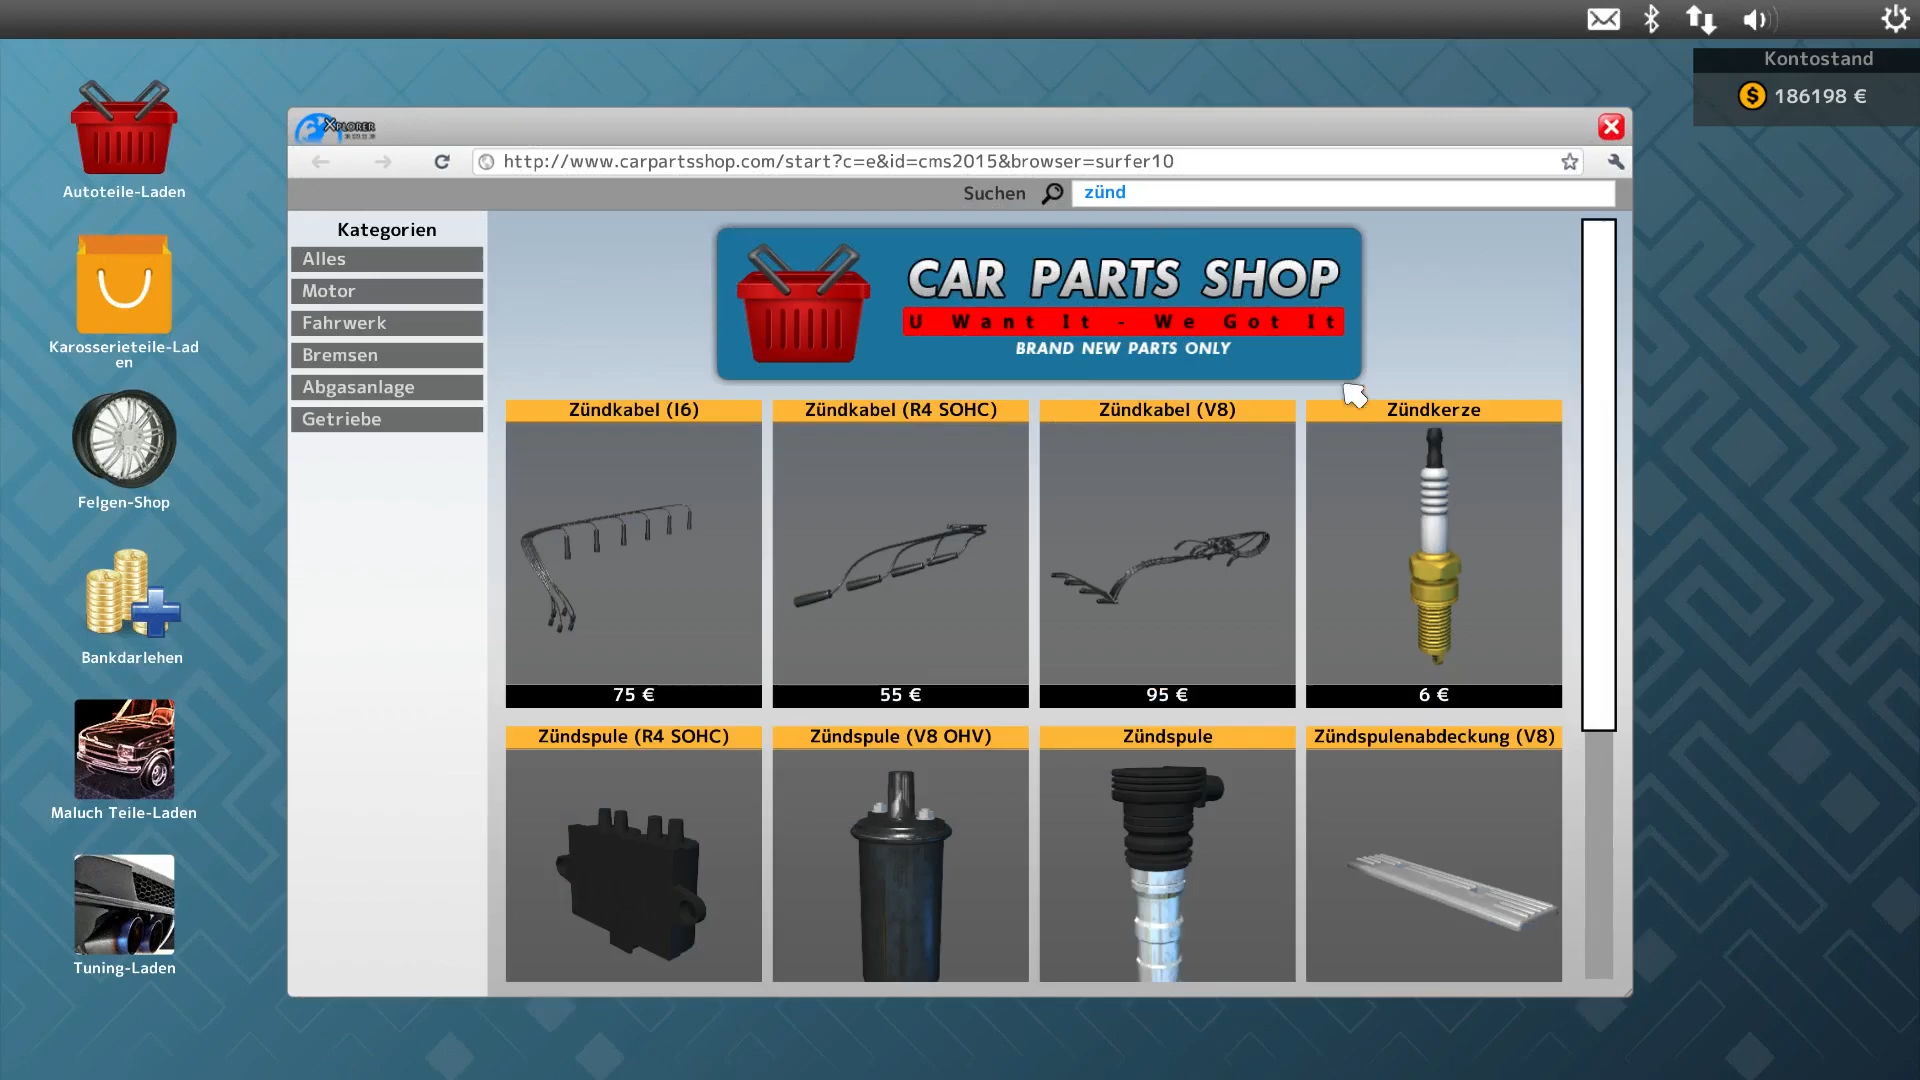 Kontostand
186198 €
Autoteile-Laden
Karosserieteile-Lad
en
Felgen-Shop
Bankdarlehen
Maluch Teile-Laden
Tuning-Laden
XPLORER
http://www.carpartsshop.com/start?c=e&id=cms2015&browser=surfer10
Suchen zünd
Kategorien
Alles
Motor
Fahrwerk
Bremsen
Abgasanlage
Getriebe
CAR PARTS SHOP
U Want It - We Got It
BRAND NEW PARTS ONLY
Zündkabel (I6)
75 €
Zündkabel (R4 SOHC)
55 €
Zündkabel (V8)
95 €
Zündkerze
6 €
Zündspule (R4 SOHC)
Zündspule (V8 OHV)
Zündspule
Zündspulenabdeckung (V8)